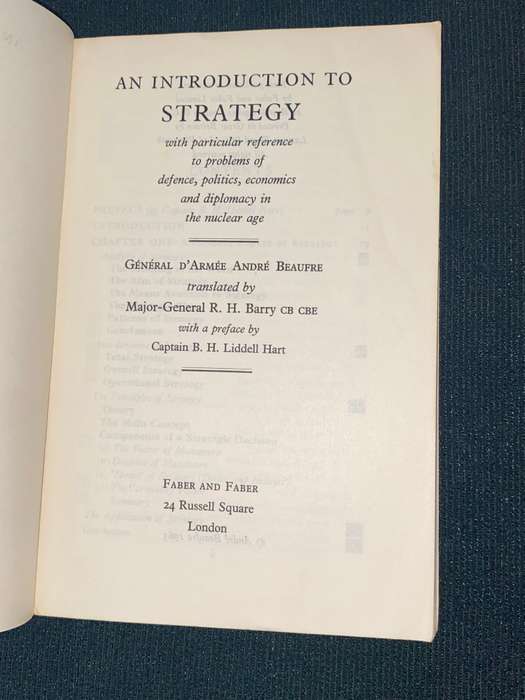 AN INTRODUCTION TO
STRATEGY
with particular reference
to problems of
defence, politics, economics
and diplomacy in
the nuclear age
GÉNÉRAL D'ARMÉE ANDRÉ BEAUFRE
translated by
Major-General R. H. Barry CB CBE
with a preface by
Captain B. H. Liddell Hart
FABER AND FABER
24 Russell Square
London